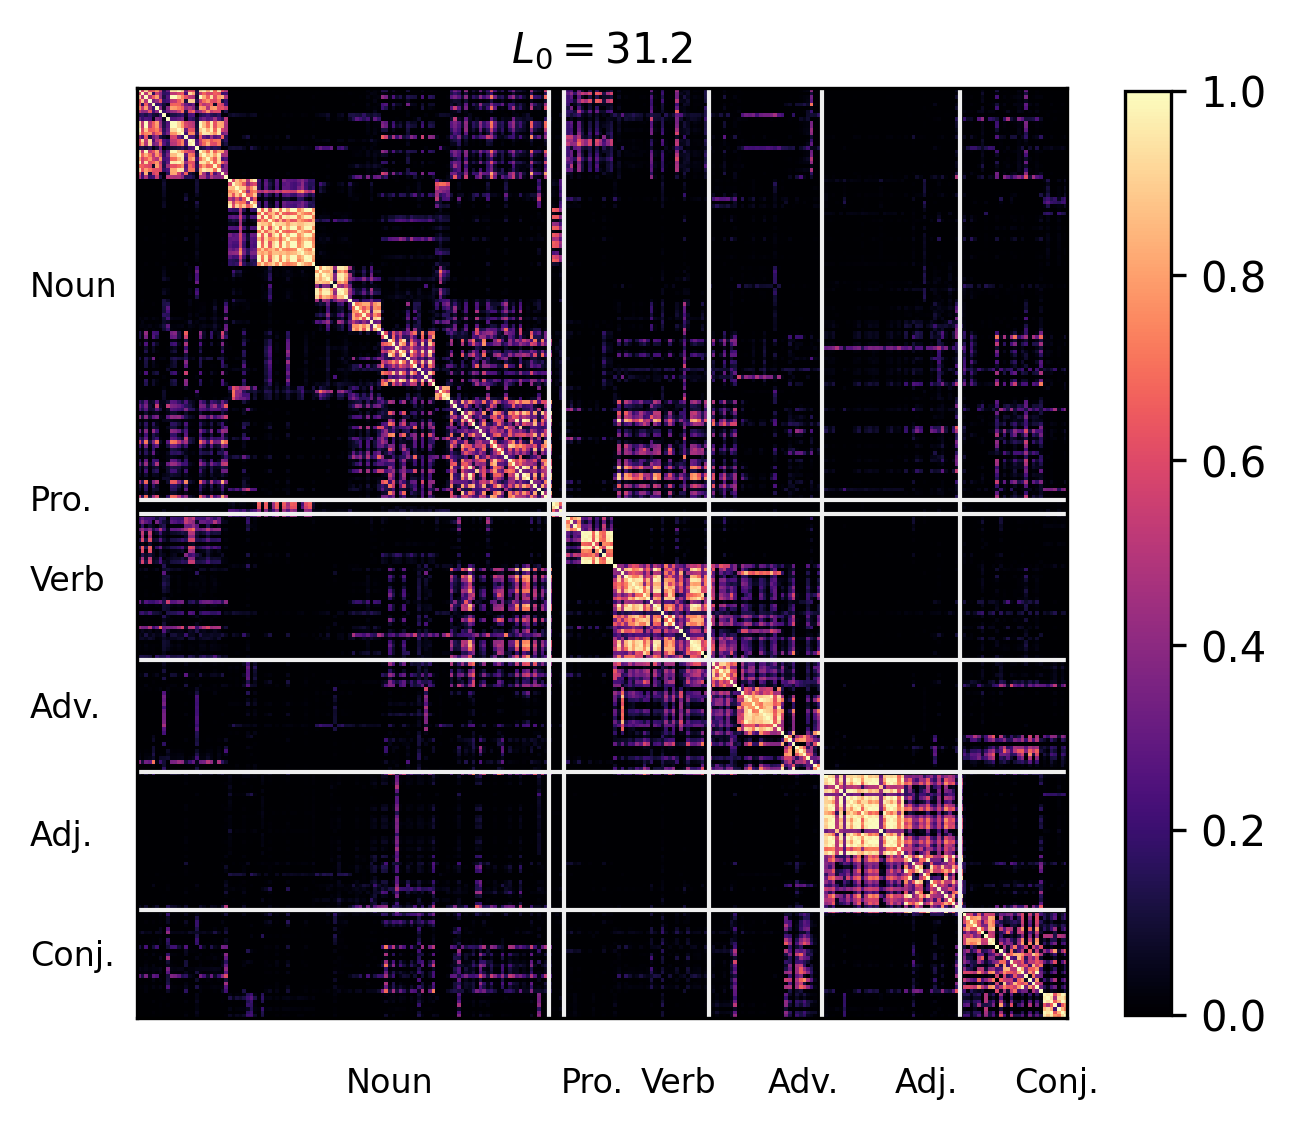 L₀ = 31.2
1.0
0.8
0.6
0.4
0.2
0.0
Noun
Pro.
Verb
Adv.
Adj.
Conj.
Noun Pro. Verb Adv. Adj. Conj.